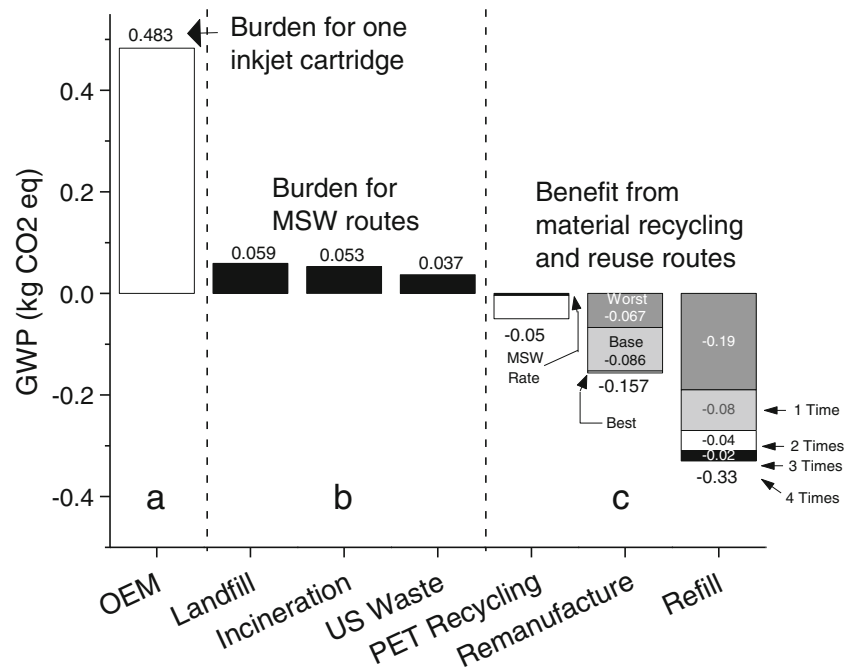 0.483
Burden for one
inkjet cartridge
0.4
0.2
0.0
-0.2
-0.4
GWP (kg CO2 eq)
Burden for
MSW routes
0.059
0.053
0.037
Benefit from
material recycling
and reuse routes
-0.05
MSW
Rate
Worst
-0.067
Base
-0.086
-0.157
Best
-0.19
-0.08
-0.04
-0.02
-0.33
1 Time
2 Times
3 Times
4 Times
a
b
c
OEM
Landfill
Incineration
US Waste
PET Recycling
Remanufacture
Refill